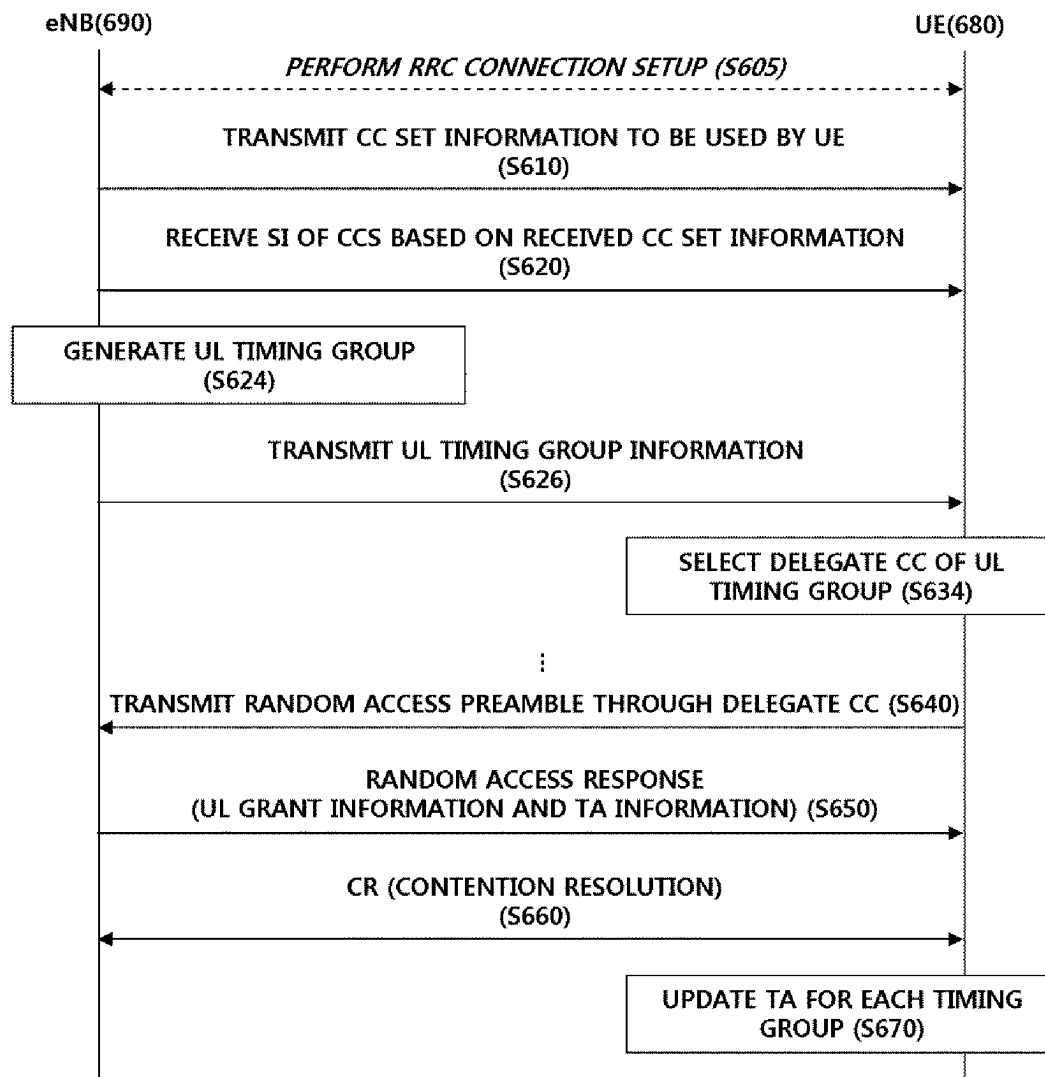 eNB(690)
UE(680)
PERFORM RRC CONNECTION SETUP (S605)
TRANSMIT CC SET INFORMATION TO BE USED BY UE
(S610)
RECEIVE SI OF CCS BASED ON RECEIVED CC SET INFORMATION
(S620)
GENERATE UL TIMING GROUP
(S624)
TRANSMIT UL TIMING GROUP INFORMATION
(S626)
SELECT DELEGATE CC OF UL
TIMING GROUP (S634)
TRANSMIT RANDOM ACCESS PREAMBLE THROUGH DELEGATE CC (S640)
RANDOM ACCESS RESPONSE
(UL GRANT INFORMATION AND TA INFORMATION) (S650)
CR (CONTENTION RESOLUTION)
(S660)
UPDATE TA FOR EACH TIMING
GROUP (S670)